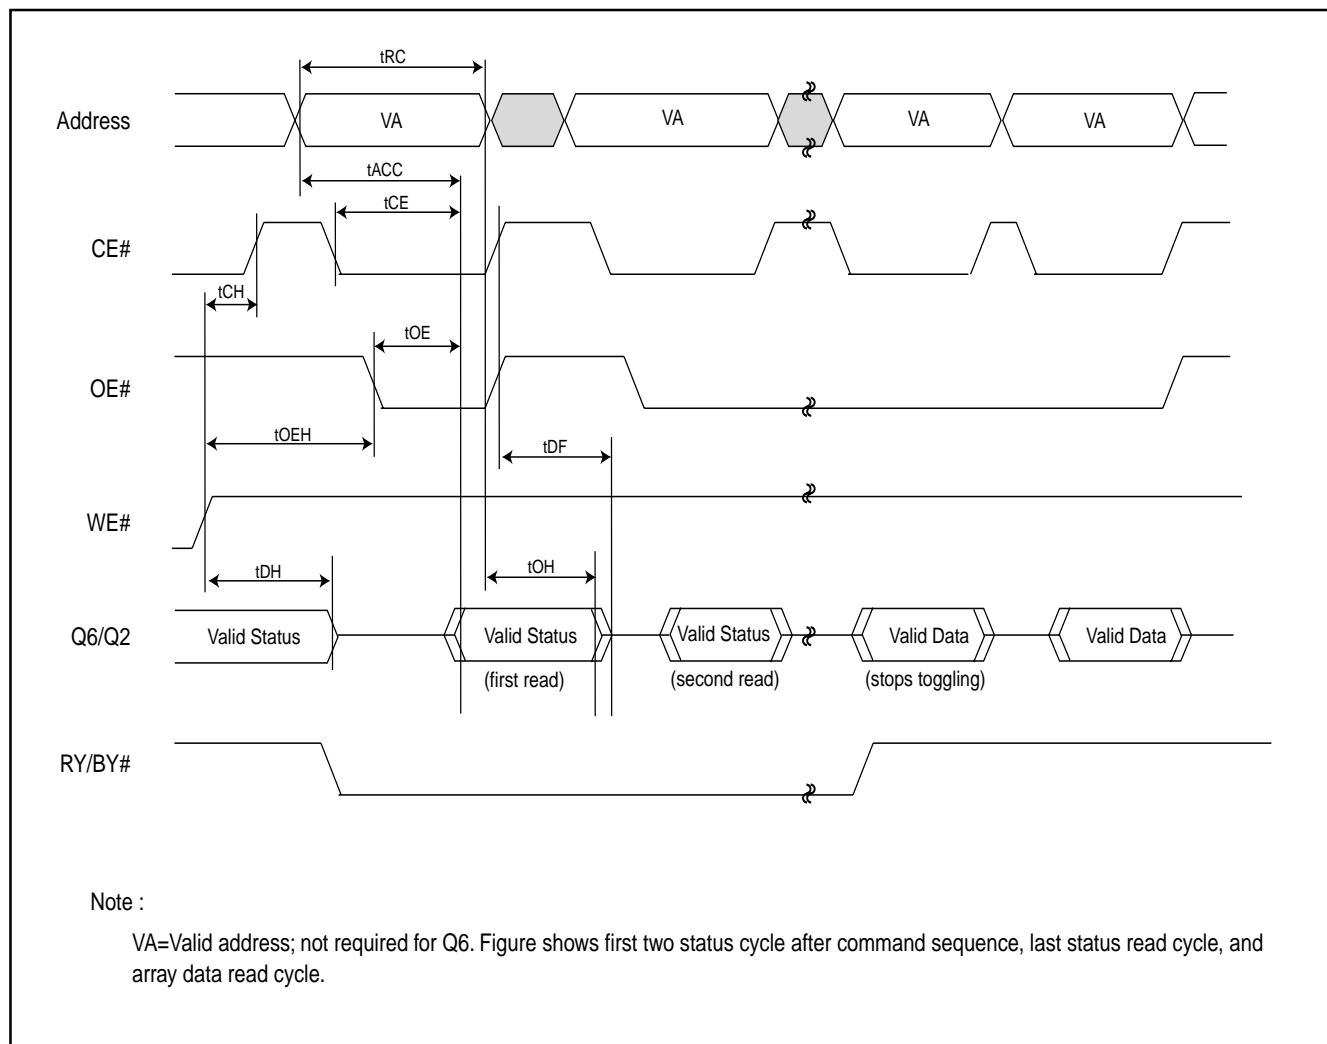 tRC
Address
VA
VA
VA
VA
tACC
tCE
CE#
tCH
tOE
OE#
tOEH
tDF
WE#
tDH
tOH
Q6/Q2
Valid Status
Valid Status
Valid Status
Valid Data
Valid Data
(first read)
(second read)
(stops toggling)
RY/BY#
Note :
VA=Valid address; not required for Q6. Figure shows first two status cycle after command sequence, last status read cycle, and
array data read cycle.